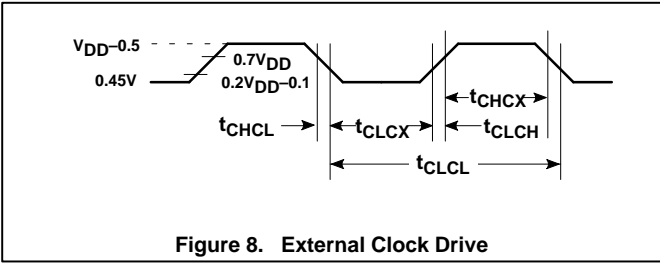 VDD–0.5
0.7VDD
0.45V
0.2VDD–0.1
tCHCX
tCHCL
tCLCX
tCLCH
tCLCL
Figure 8. External Clock Drive